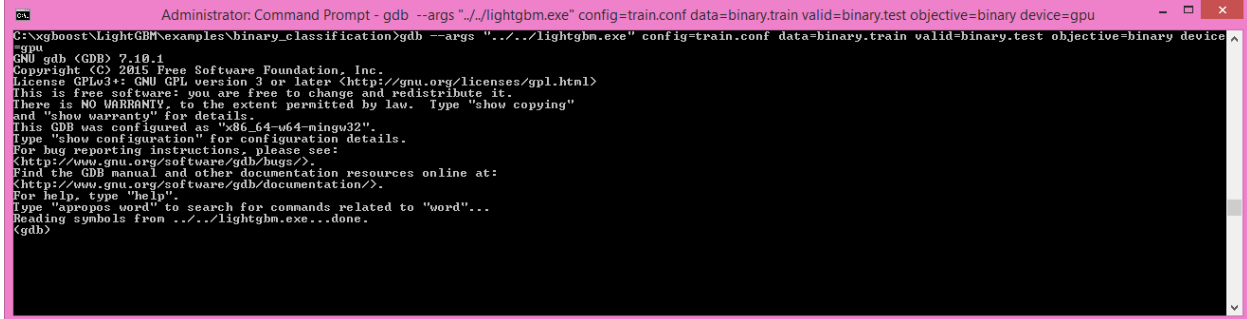 Administrator: Command Prompt - gdb --args "../../lightgbm.exe" config=train.conf data=binary.train valid=binary.test objective=binary device=gpu
C:\xgboost\LightGBM\examples\binary_classification>gdb --args "../../lightgbm.exe" config=train.conf data=binary.train valid=binary.test objective=binary device
=gpu
GNU gdb (GDB) 7.10.1
Copyright (C) 2015 Free Software Foundation, Inc.
License GPLv3+: GNU GPL version 3 or later <http://gnu.org/licenses/gpl.html>
This is free software: you are free to change and redistribute it.
There is NO WARRANTY, to the extent permitted by law.  Type "show copying"
and "show warranty" for details.
This GDB was configured as "x86_64-w64-mingw32".
Type "show configuration" for configuration details.
For bug reporting instructions, please see:
<http://www.gnu.org/software/gdb/bugs/>.
Find the GDB manual and other documentation resources online at:
<http://www.gnu.org/software/gdb/documentation/>.
For help, type "help".
Type "apropos word" to search for commands related to "word"...
Reading symbols from ../../lightgbm.exe...done.
(gdb)